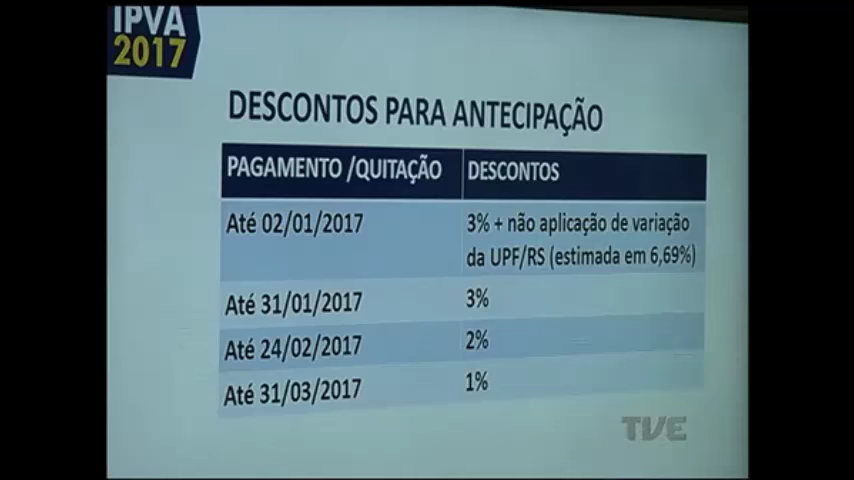 IPVA
2017
DESCONTOS PARA ANTECIPAÇÃO
PAGAMENTO /QUITAÇÃO DESCONTOS
Até 02/01/2017 3% + não aplicação de variação
da UPF/RS (estimada em 6,69%)
Até 31/01/2017 3%
Até 24/02/2017 2%
Até 31/03/2017 1%
TVE